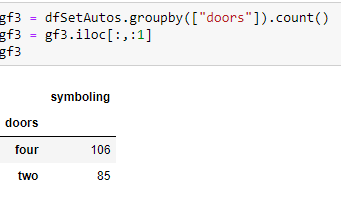 gf3 = dfSetAutos.groupby(["doors"]).count()
gf3 = gf3.iloc[:,:1]
gf3
symboling
doors
four 106
two 85